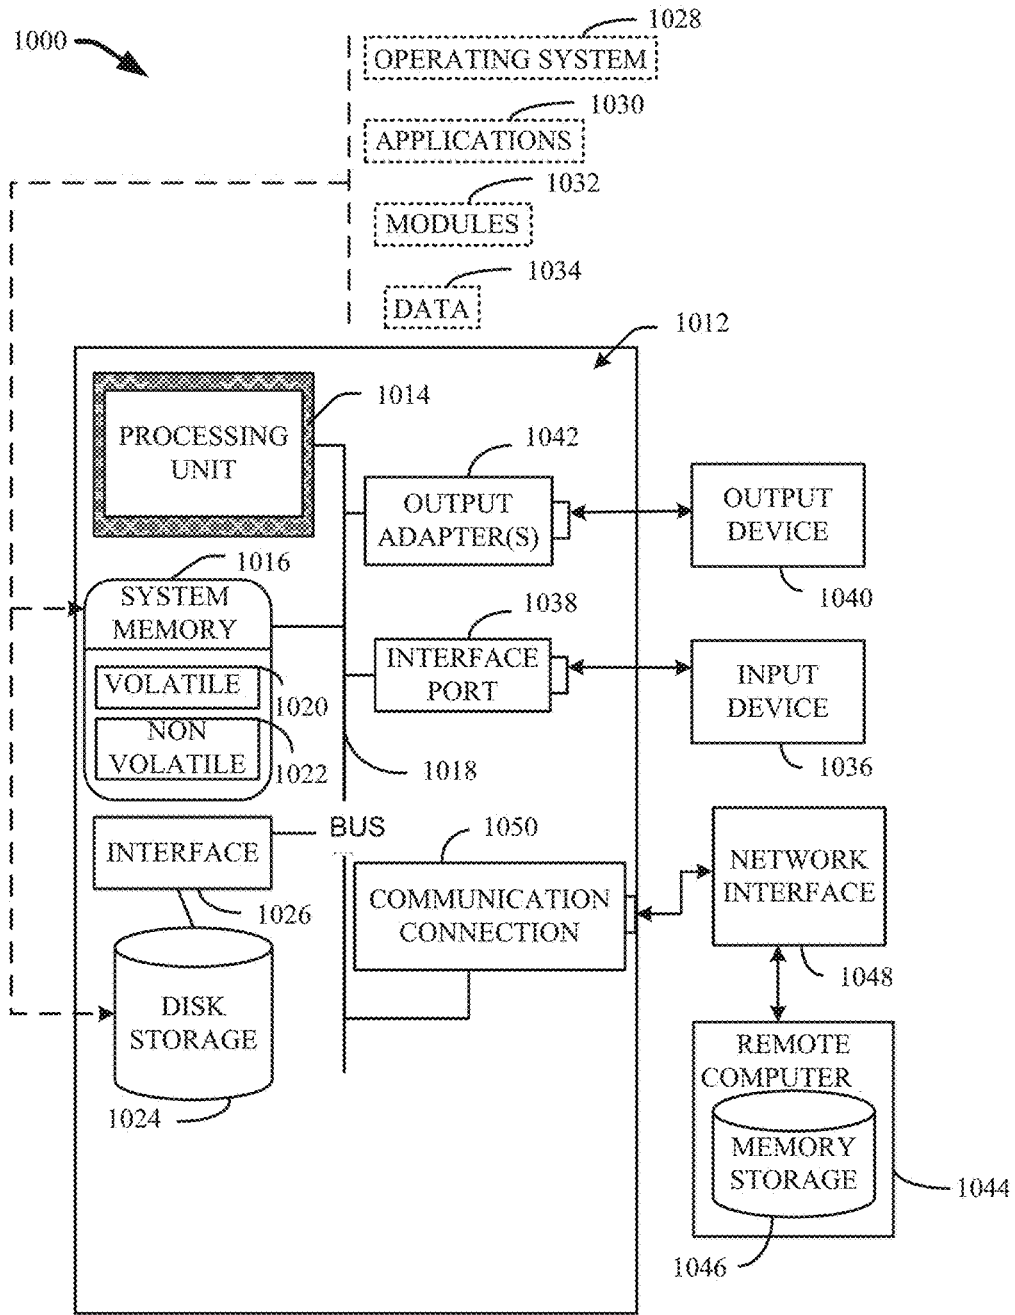 1000
1028
OPERATING SYSTEM
1030
APPLICATIONS
1032
MODULES
1034
DATA
1012
1014
PROCESSING
UNIT
1042
OUTPUT
ADAPTER(S)
OUTPUT
DEVICE
1040
1016
SYSTEM
MEMORY
VOLATILE
1020
NON
VOLATILE
1022
1038
INTERFACE
PORT
INPUT
DEVICE
1036
1018
BUS
INTERFACE
1026
1050
COMMUNICATION
CONNECTION
NETWORK
INTERFACE
1048
DISK
STORAGE
1024
REMOTE
COMPUTER
MEMORY
STORAGE
1044
1046